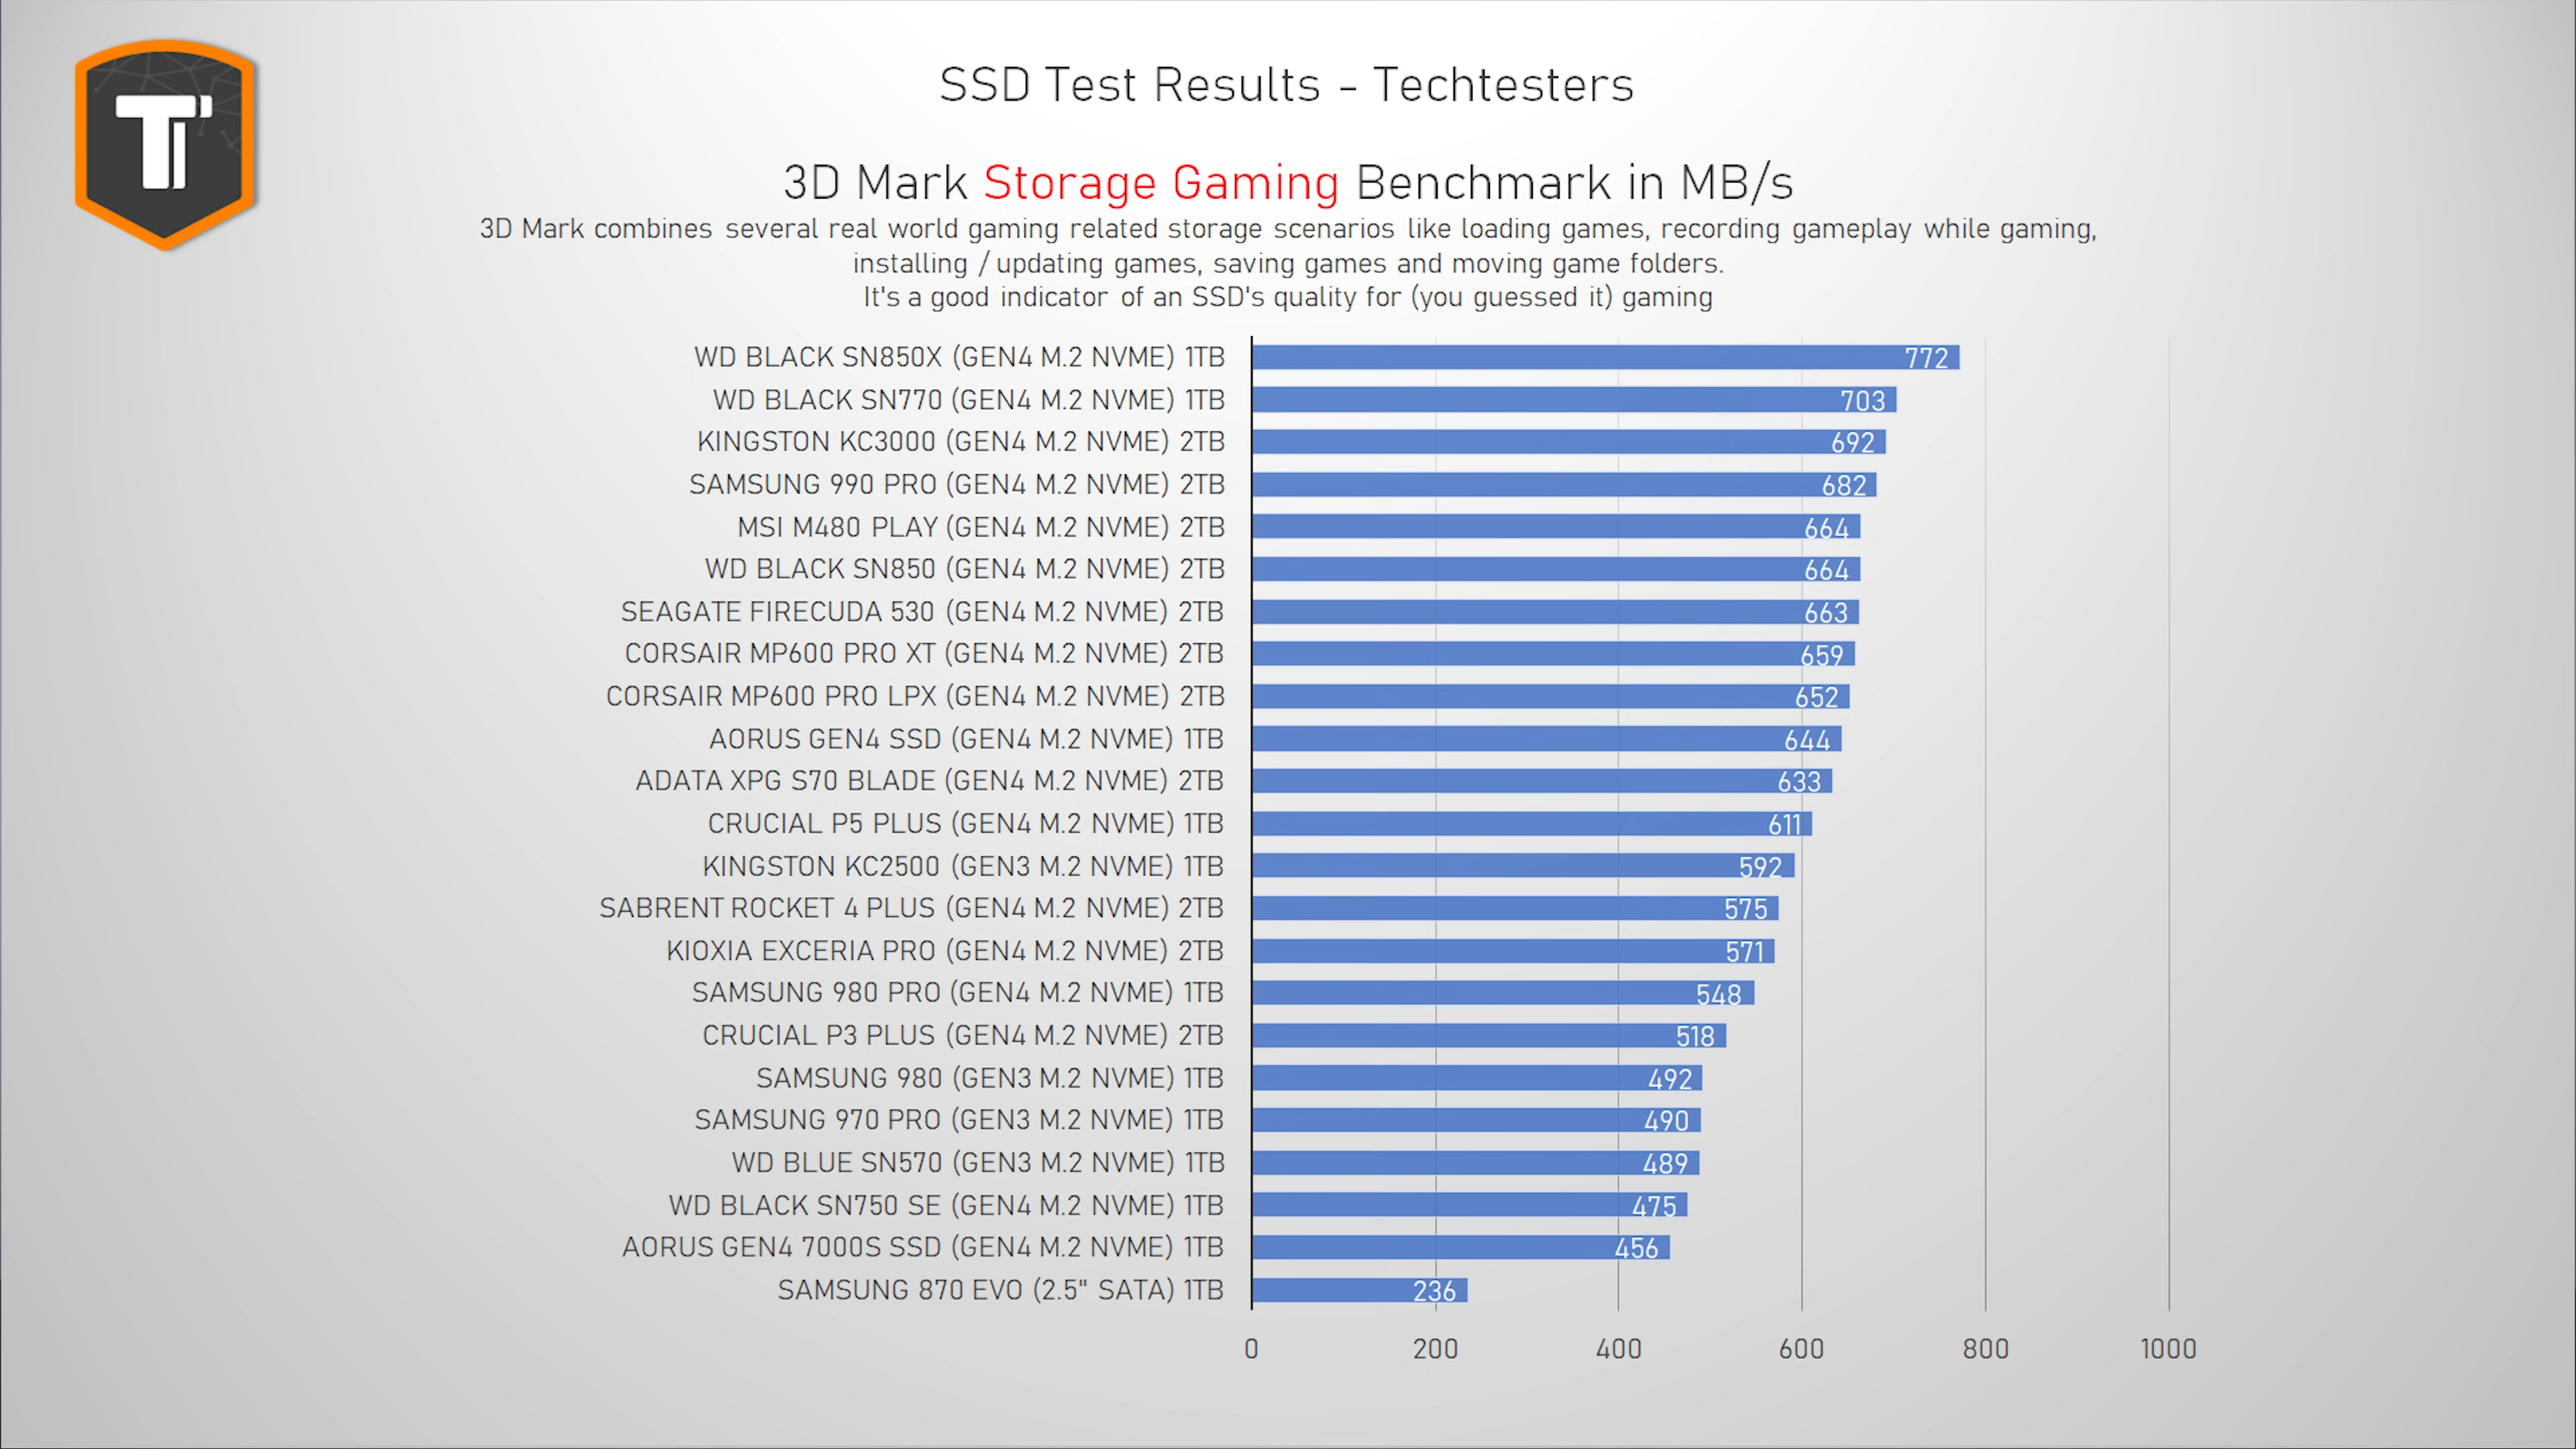 SSD Test Results - Techtesters
3D Mark Storage Gaming Benchmark in MB/s
3D Mark combines several real world gaming related storage scenarios like loading games, recording gameplay while gaming,
installing / updating games, saving games and moving game folders.
It's a good indicator of an SSD's quality for (you guessed it) gaming
WD BLACK SN850X (GEN4 M.2 NVME) 1TB 772
WD BLACK SN770 (GEN4 M.2 NVME) 1TB 703
KINGSTON KC3000 (GEN4 M.2 NVME) 2TB 692
SAMSUNG 990 PRO (GEN4 M.2 NVME) 2TB 682
MSI M480 PLAY (GEN4 M.2 NVME) 2TB 664
WD BLACK SN850 (GEN4 M.2 NVME) 2TB 664
SEAGATE FIRECUDA 530 (GEN4 M.2 NVME) 2TB 663
CORSAIR MP600 PRO XT (GEN4 M.2 NVME) 2TB 659
CORSAIR MP600 PRO LPX (GEN4 M.2 NVME) 2TB 652
AORUS GEN4 SSD (GEN4 M.2 NVME) 1TB 644
ADATA XPG S70 BLADE (GEN4 M.2 NVME) 2TB 633
CRUCIAL P5 PLUS (GEN4 M.2 NVME) 1TB 611
KINGSTON KC2500 (GEN3 M.2 NVME) 1TB 592
SABRENT ROCKET 4 PLUS (GEN4 M.2 NVME) 2TB 575
KIOXIA EXCERIA PRO (GEN4 M.2 NVME) 2TB 571
SAMSUNG 980 PRO (GEN4 M.2 NVME) 1TB 548
CRUCIAL P3 PLUS (GEN4 M.2 NVME) 2TB 518
SAMSUNG 980 (GEN3 M.2 NVME) 1TB 492
SAMSUNG 970 PRO (GEN3 M.2 NVME) 1TB 490
WD BLUE SN570 (GEN3 M.2 NVME) 1TB 489
WD BLACK SN750 SE (GEN4 M.2 NVME) 1TB 475
AORUS GEN4 7000S SSD (GEN4 M.2 NVME) 1TB 456
SAMSUNG 870 EVO (2.5" SATA) 1TB 236
0 200 400 600 800 1000